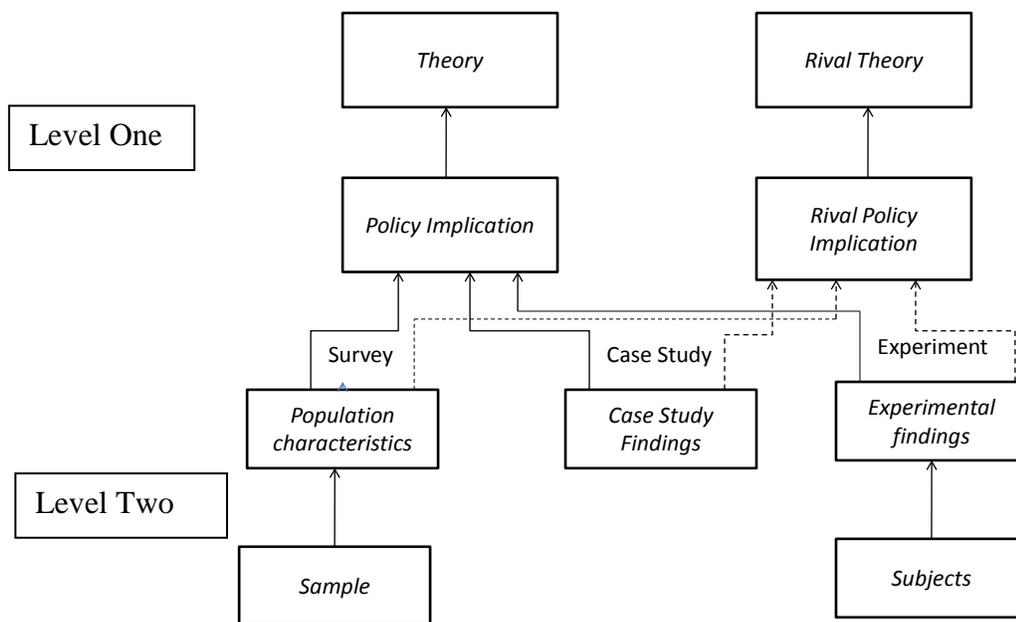 Theory
Rival Theory
Level One
Policy Implication
Rival Policy
Implication
Survey
Case Study
Experiment
Population
characteristics
Case Study
Findings
Experimental
findings
Level Two
Sample
Subjects